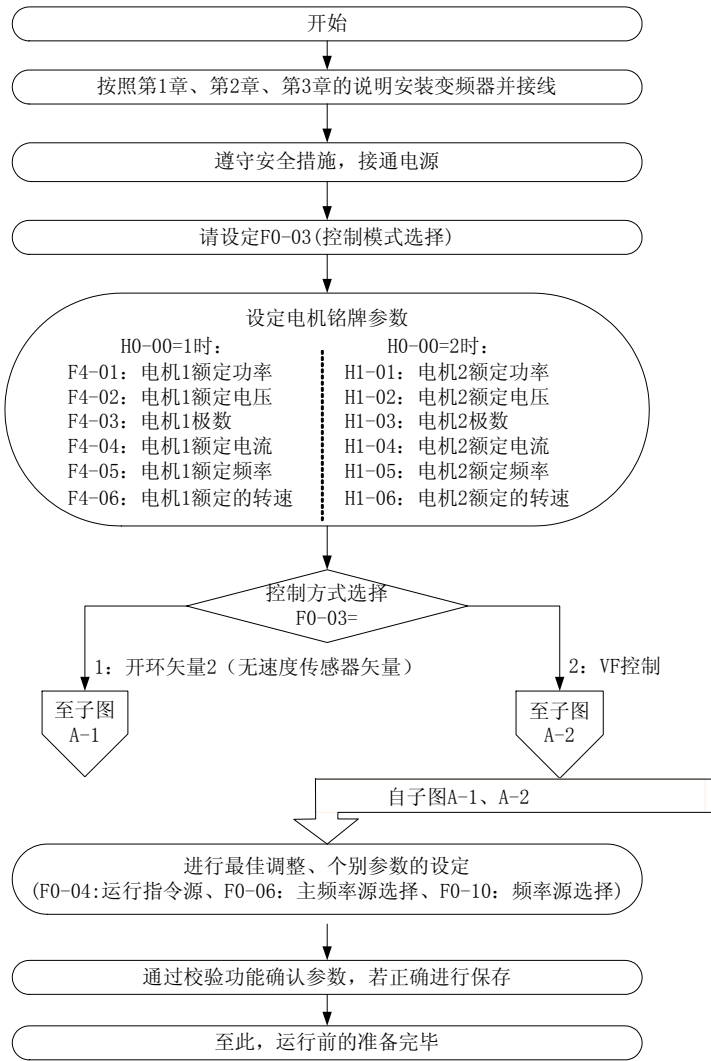 开始
按照第1章、第2章、第3章的说明安装变频器并接线
遵守安全措施，接通电源
请设定F0-03(控制模式选择)
设定电机铭牌参数
H0-00=1时：
F4-01：电机1额定功率
F4-02：电机1额定电压
F4-03：电机1极数
F4-04：电机1额定电流
F4-05：电机1额定频率
F4-06：电机1额定的转速
H0-00=2时：
H1-01：电机2额定功率
H1-02：电机2额定电压
H1-03：电机2极数
H1-04：电机2额定电流
H1-05：电机2额定频率
H1-06：电机2额定的转速
控制方式选择
F0-03=
1：开环矢量2（无速度传感器矢量）
2：VF控制
至子图
A-1
至子图
A-2
自子图A-1、A-2
进行最佳调整、个别参数的设定
(F0-04:运行指令源、F0-06：主频率源选择、F0-10：频率源选择)
通过校验功能确认参数，若正确进行保存
至此，运行前的准备完毕